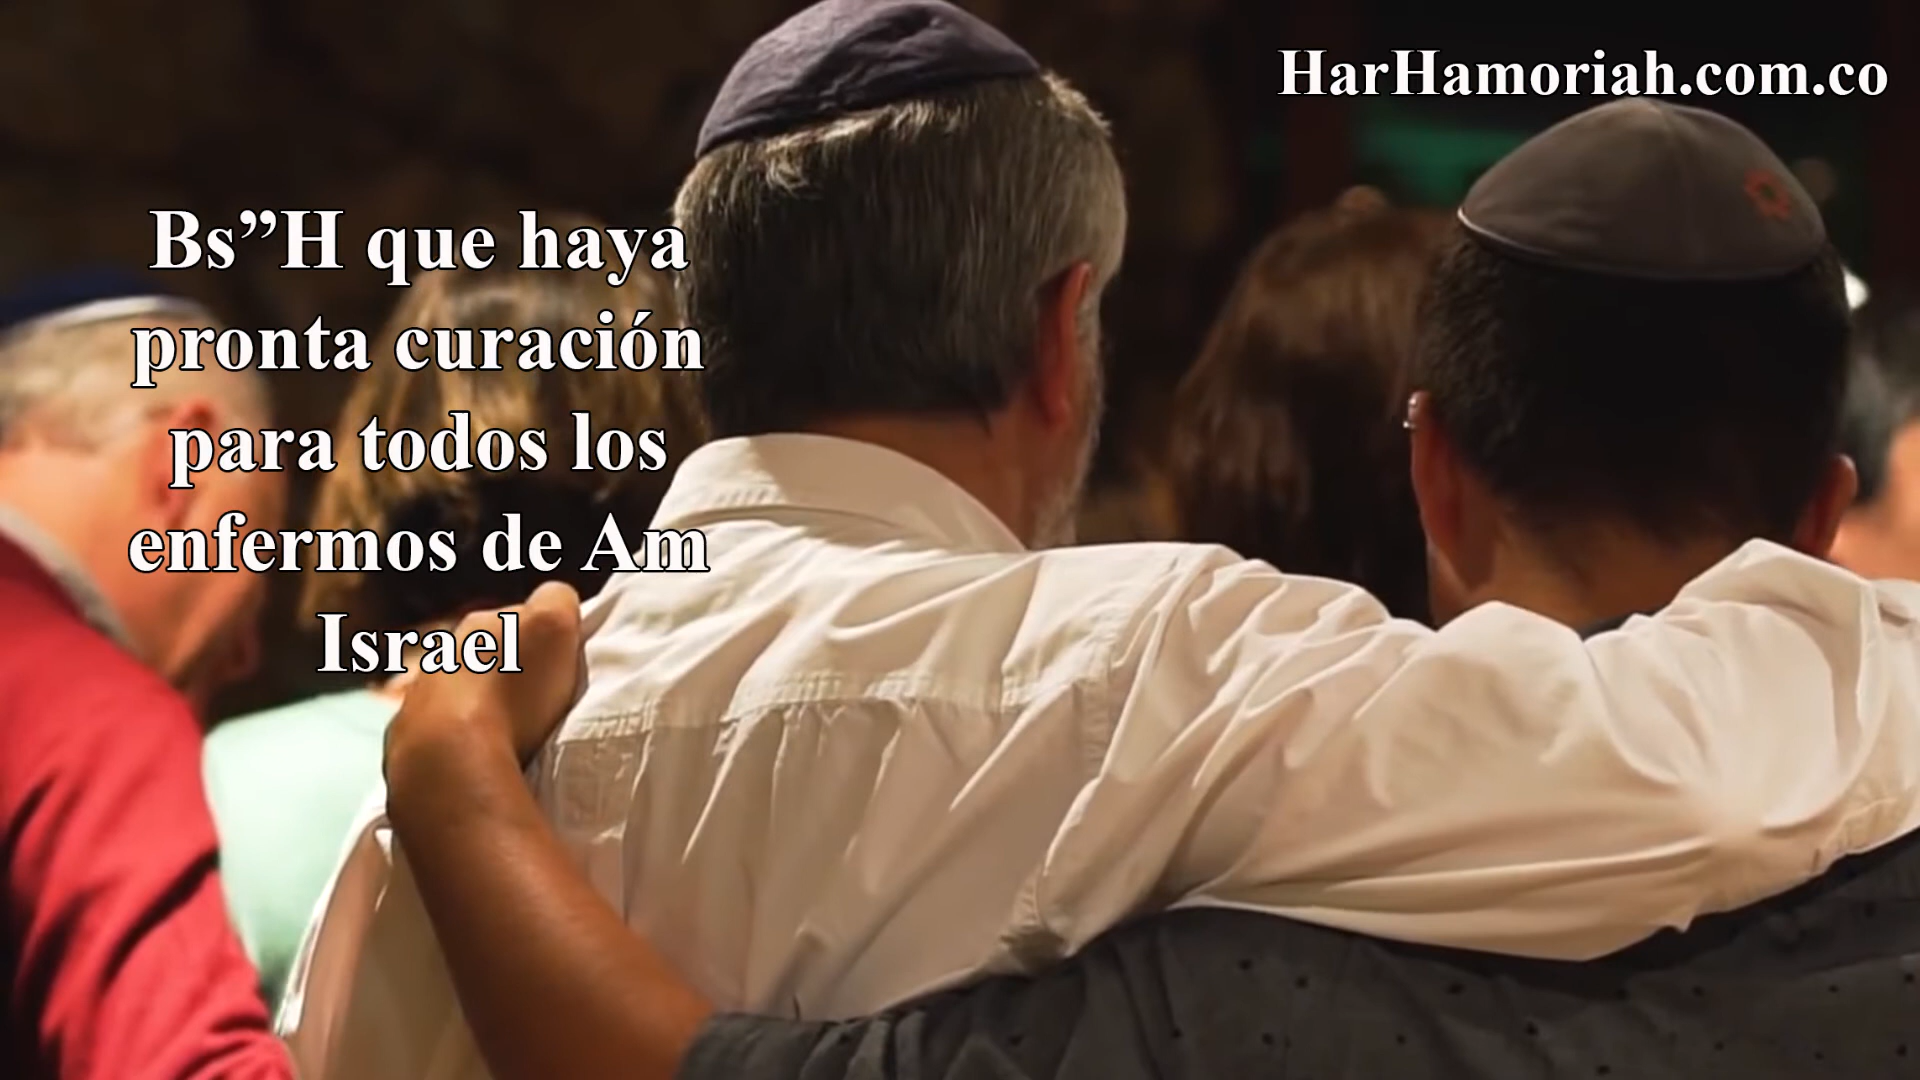 HarHamoriah.com.co
Bs”H que haya
pronta curación
para todos los
enfermos de Am
Israel